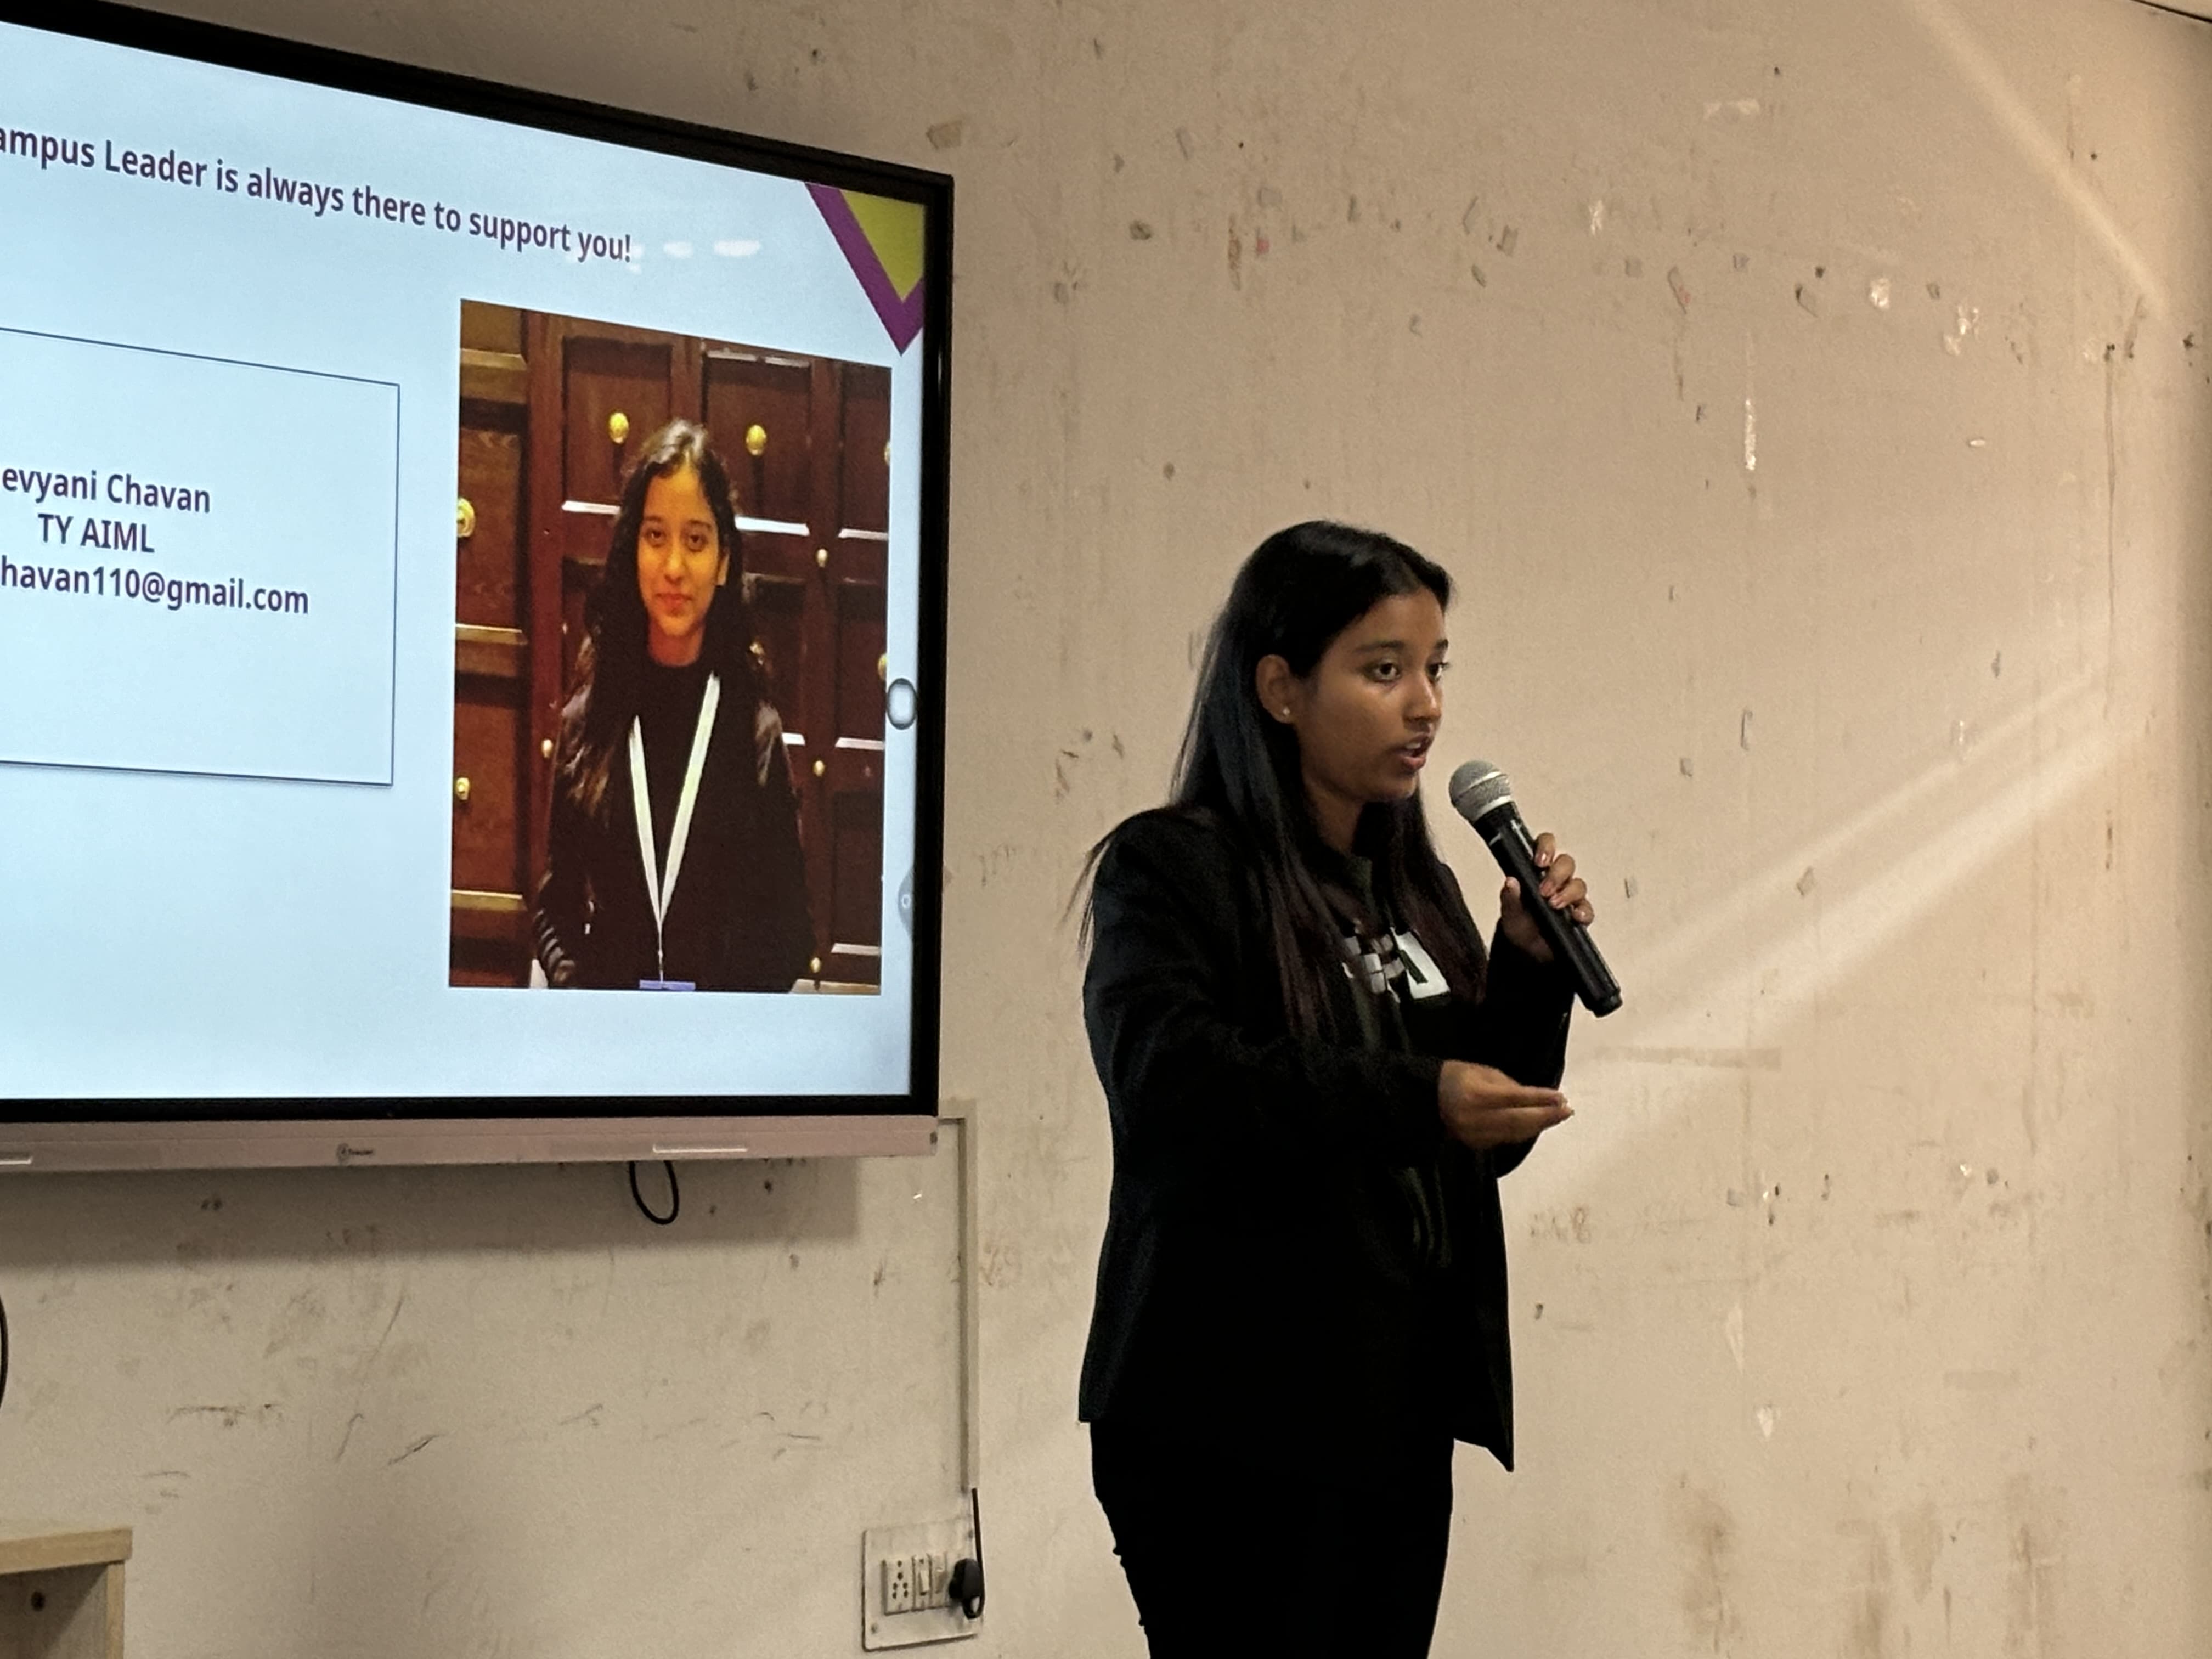 ampus Leader is always there to support you!
evyani Chavan
TY AIML
havan110@gmail.com